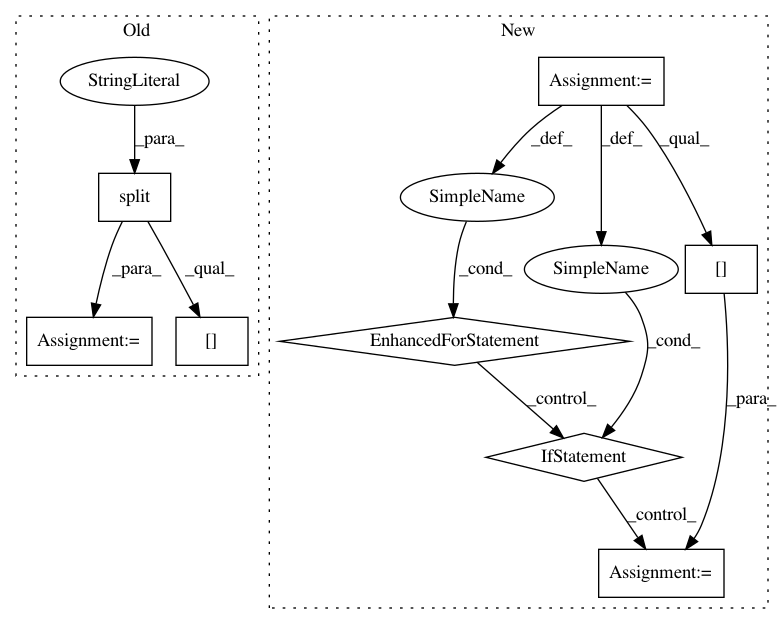 Old
New
StringLiteral
Assignment:=
_para_
_def_
_def_
_qual_
split
SimpleName
SimpleName
[]
_para_
_qual_
_cond_
_cond_
Assignment:=
[]
EnhancedForStatement
_control_
_para_
IfStatement
_control_
Assignment:=